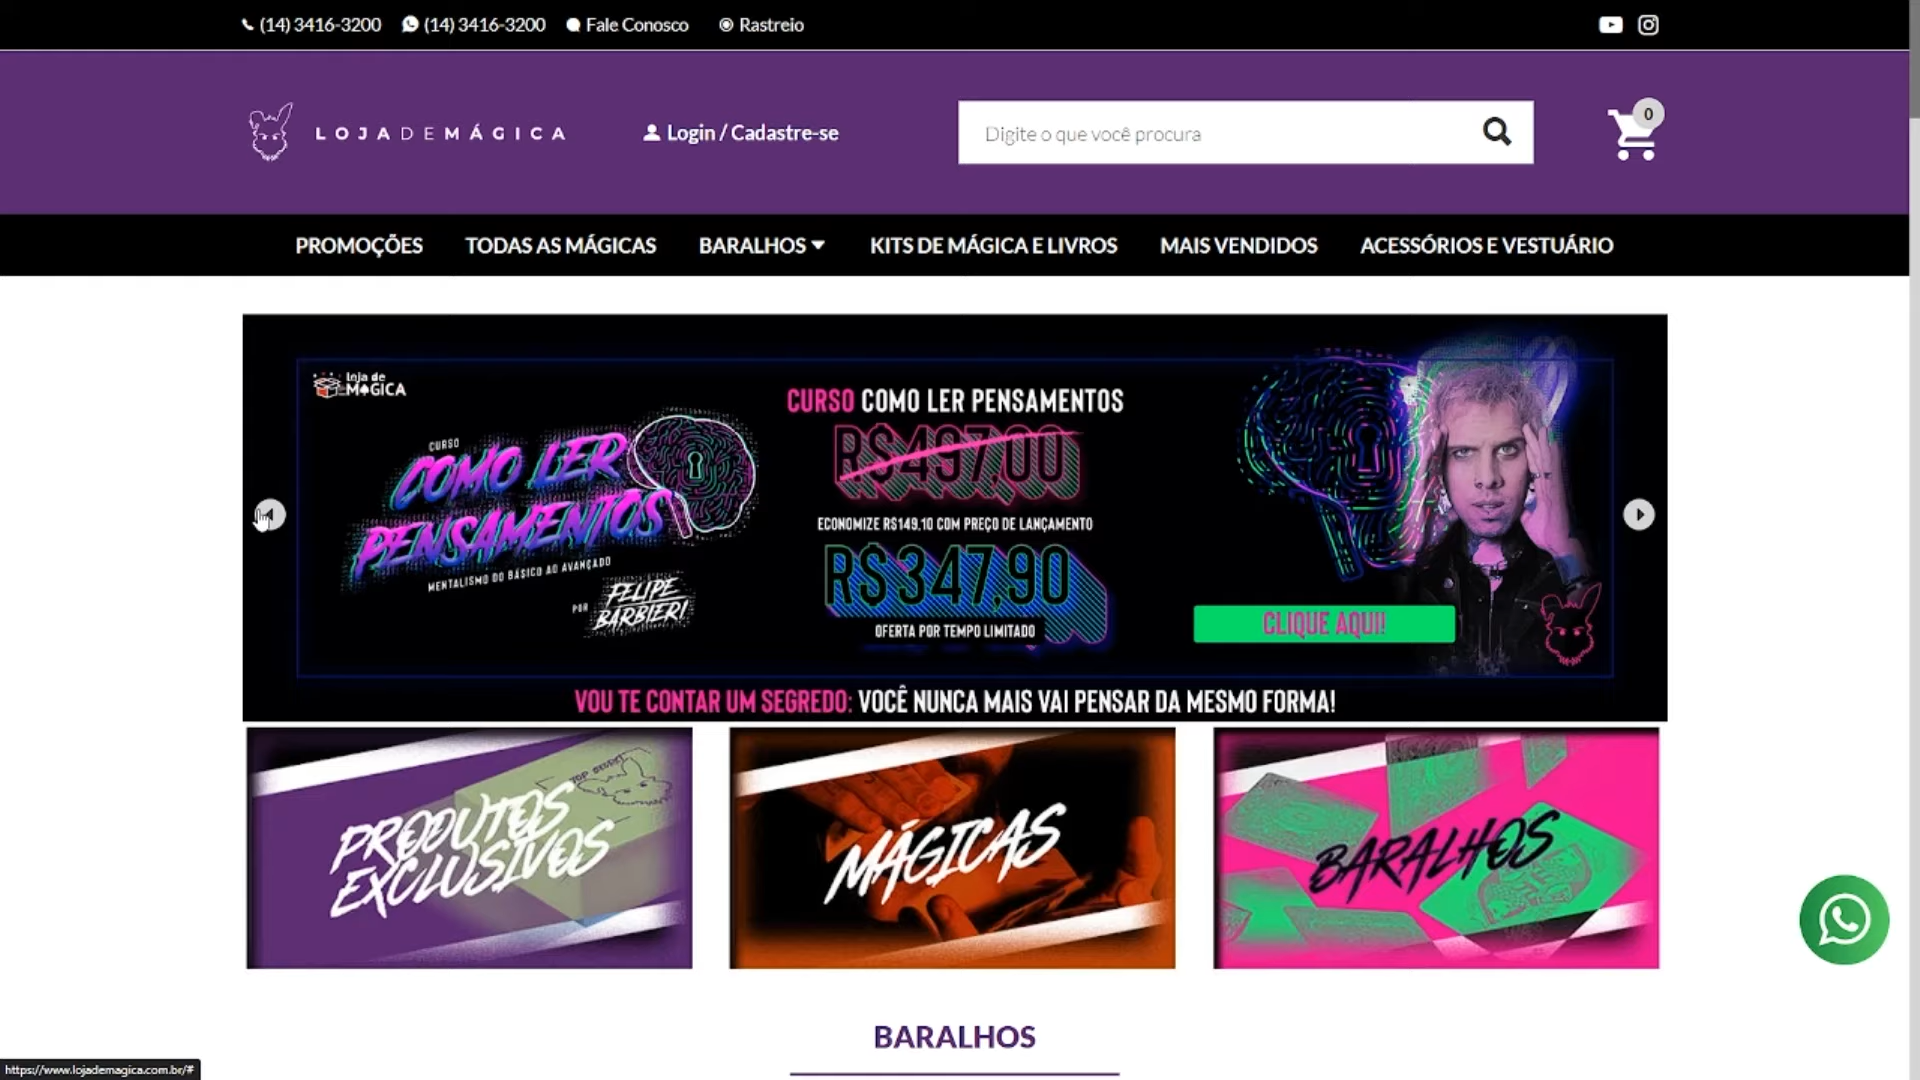 (14) 3416-3200 (14) 3416-3200 Fale Conosco Rastreio
LOJADEMÁGICA
Login / Cadastre-se
Digite o que você procura
0
PROMOÇÕES TODAS AS MÁGICAS BARALHOS KITS DE MÁGICA E LIVROS MAIS VENDIDOS ACESSÓRIOS E VESTUÁRIO
loja de
MÁGICA
CURSO
COMO LER
PENSAMENTOS
MENTALISMO DO BÁSICO AO AVANÇADO
POR FELIPE
BARBIERI
CURSO COMO LER PENSAMENTOS
R$497,00
ECONOMIZE R$149,10 COM PREÇO DE LANÇAMENTO
R$347,90
OFERTA POR TEMPO LIMITADO
CLIQUE AQUI!
VOU TE CONTAR UM SEGREDO: VOCÊ NUNCA MAIS VAI PENSAR DA MESMO FORMA!
TOP SECRET
PRODUTOS
EXCLUSIVOS
MÁGICAS
BARALHOS
BARALHOS
https://www.lojademagica.com.br/#